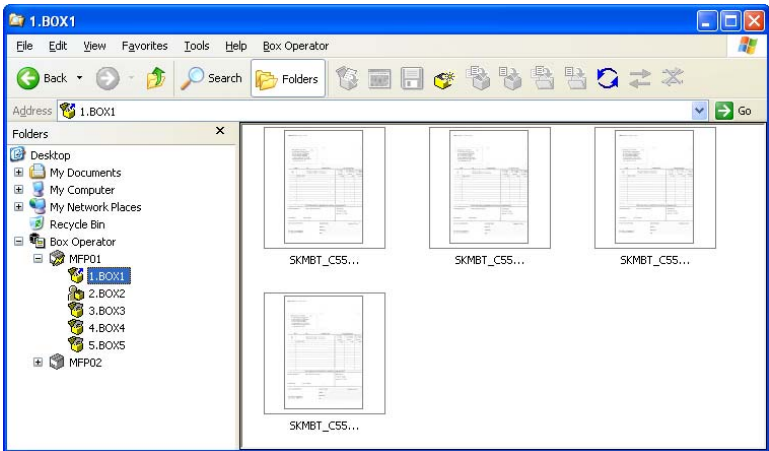 1.BOX1
File Edit View Favorites Tools Help Box Operator
Back Search Folders
Address 1.BOX1 Go
Folders x
Desktop
My Documents
My Computer
My Network Places
Recycle Bin
Box Operator
MFP01
1.BOX1
2.BOX2
3.BOX3
4.BOX4
5.BOX5
MFP02
SKMBT_C55... SKMBT_C55... SKMBT_C55...
SKMBT_C55...